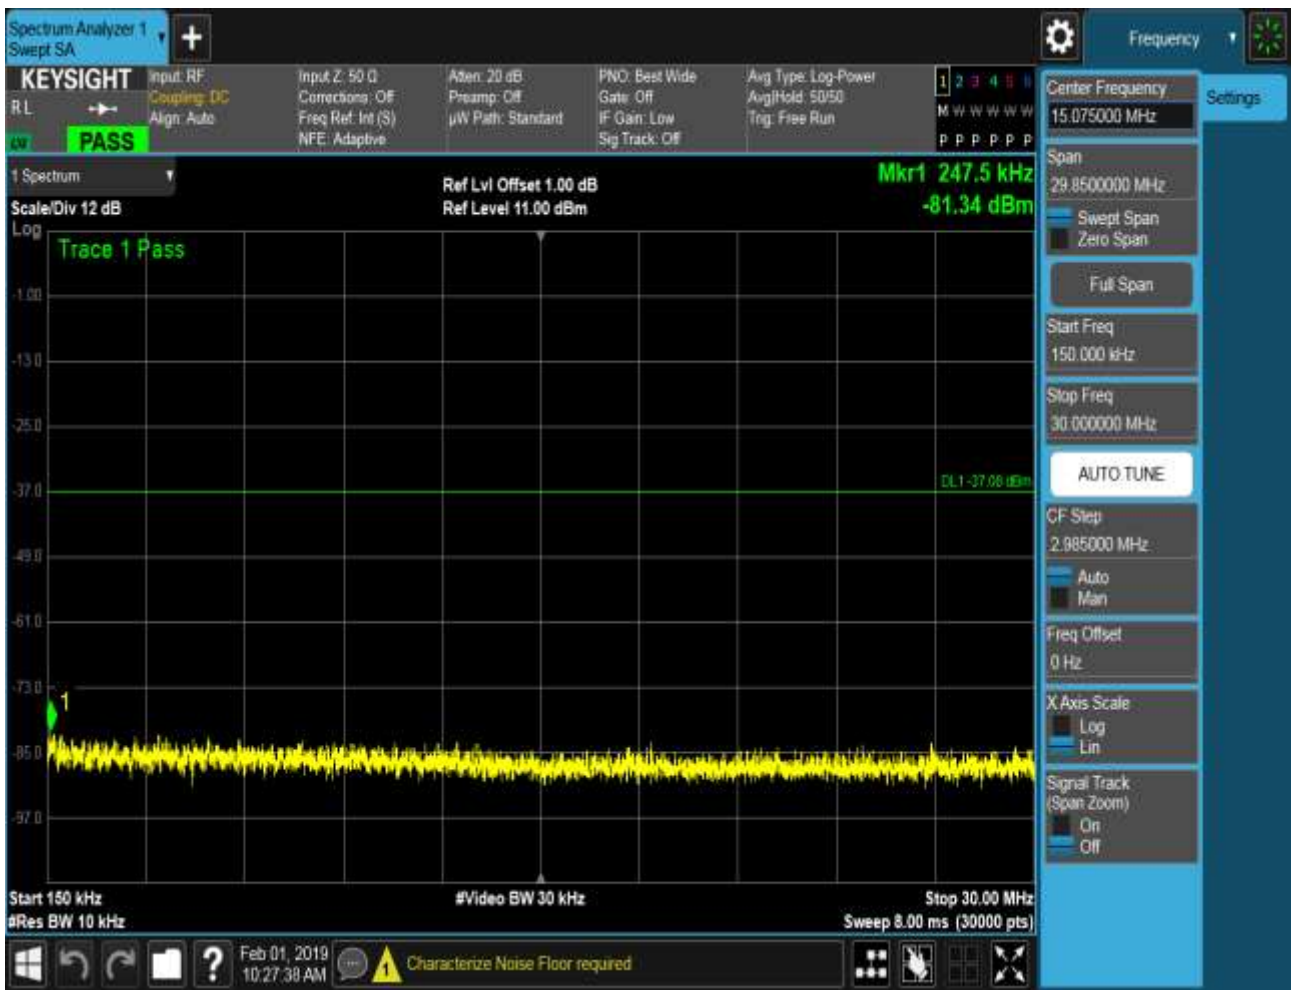 Spectrum Analyzer 1
Swept SA
Frequency
KEYSIGHT
Input: RF
Input Z: 50 Ω
Atten: 20 dB
PNO: Best Wide
Avg Type: Log-Power
1 2 3 4 5 6
R L
Coupling: DC
Corrections: Off
Preamp: Off
Gate: Off
Avg|Hold: 50/50
M W W W W W
Align: Auto
Freq Ref: Int (S)
µW Path: Standard
IF Gain: Low
Trig: Free Run
PASS
NFE: Adaptive
Sig Track: Off
P P P P P P
1 Spectrum
Ref Lvl Offset 1.00 dB
Mkr1 247.5 kHz
Scale/Div 12 dB
Ref Level 11.00 dBm
-81.34 dBm
Log
Trace 1 Pass
-1.00
-13.0
-25.0
-37.0
DL1 -37.08 dBm
-49.0
-61.0
-73.0
1
-85.0
-97.0
Start 150 kHz
#Video BW 30 kHz
Stop 30.00 MHz
#Res BW 10 kHz
Sweep 8.00 ms (30000 pts)
Feb 01, 2019
10:27:38 AM
Characterize Noise Floor required
Center Frequency
15.075000 MHz
Settings
Span
29.8500000 MHz
Swept Span
Zero Span
Full Span
Start Freq
150.000 kHz
Stop Freq
30.000000 MHz
AUTO TUNE
CF Step
2.985000 MHz
Auto
Man
Freq Offset
0 Hz
X Axis Scale
Log
Lin
Signal Track
(Span Zoom)
On
Off